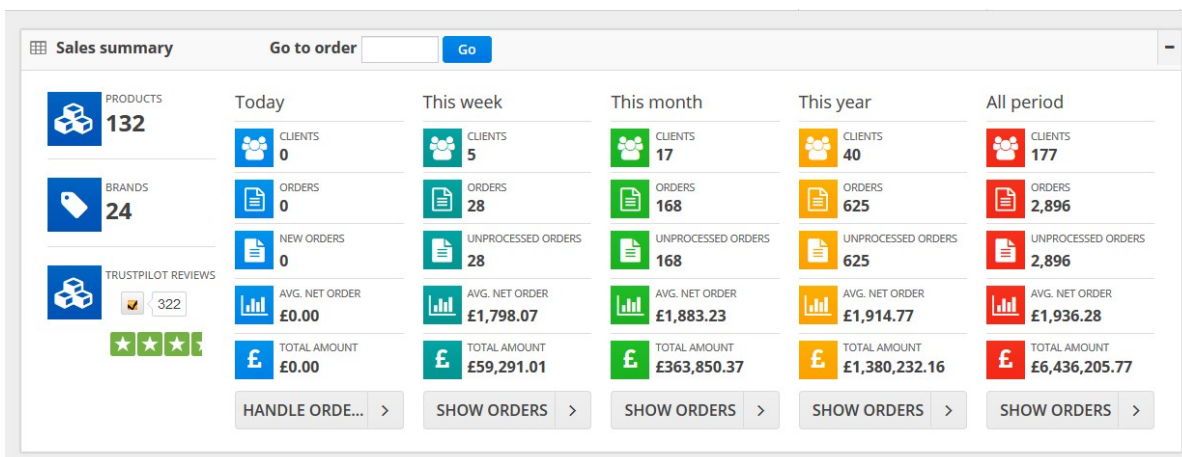 Sales summary
Go to order
Go
PRODUCTS
132
BRANDS
24
TRUSTPILOT REVIEWS
322
Today
CLIENTS
0
ORDERS
0
NEW ORDERS
0
AVG. NET ORDER
£0.00
TOTAL AMOUNT
£0.00
HANDLE ORDE...
This week
CLIENTS
5
ORDERS
28
UNPROCESSED ORDERS
28
AVG. NET ORDER
£1,798.07
TOTAL AMOUNT
£59,291.01
SHOW ORDERS
This month
CLIENTS
17
ORDERS
168
UNPROCESSED ORDERS
168
AVG. NET ORDER
£1,883.23
TOTAL AMOUNT
£363,850.37
SHOW ORDERS
This year
CLIENTS
40
ORDERS
625
UNPROCESSED ORDERS
625
AVG. NET ORDER
£1,914.77
TOTAL AMOUNT
£1,380,232.16
SHOW ORDERS
All period
CLIENTS
177
ORDERS
2,896
UNPROCESSED ORDERS
2,896
AVG. NET ORDER
£1,936.28
TOTAL AMOUNT
£6,436,205.77
SHOW ORDERS